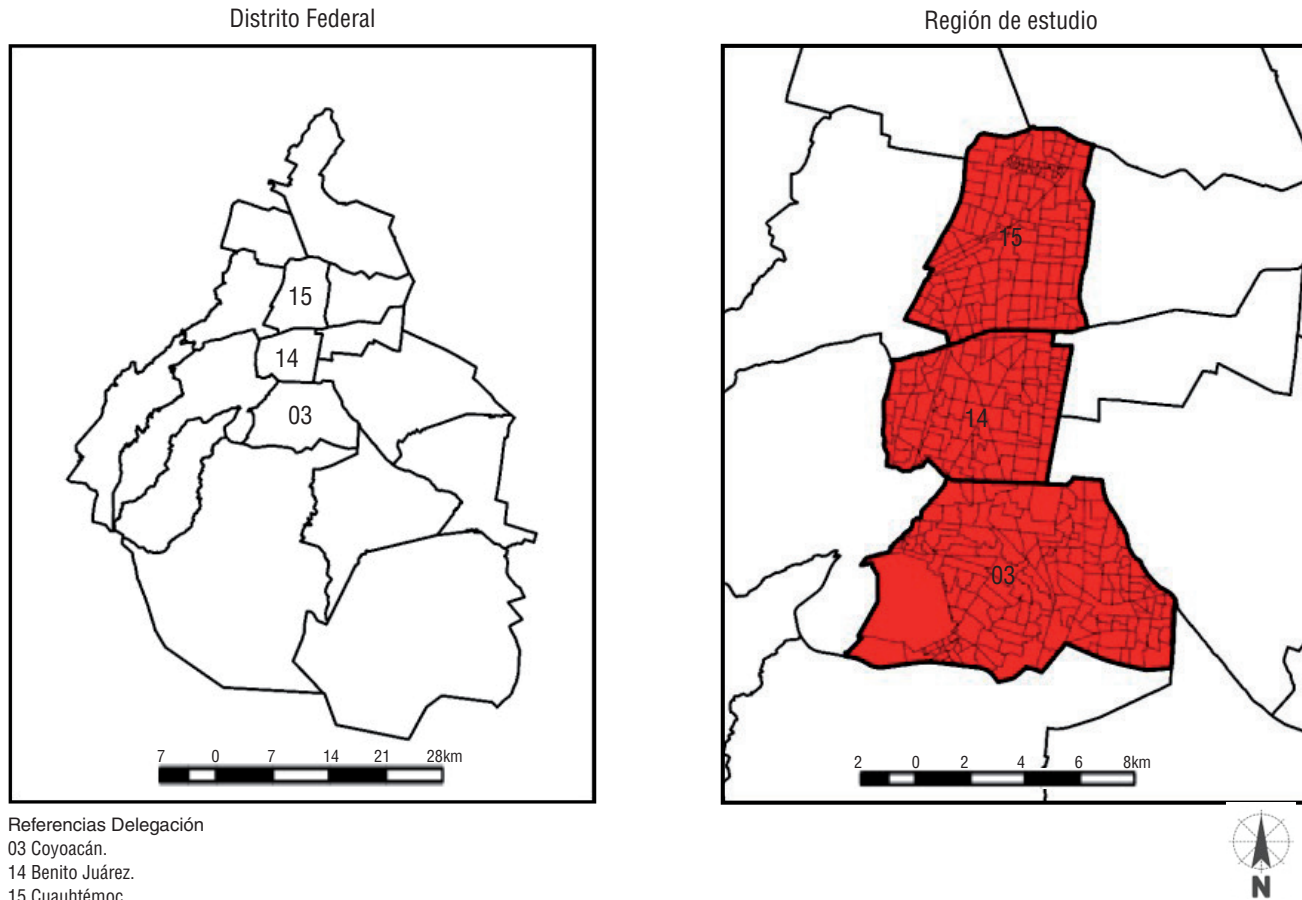 Distrito Federal
Región de estudio
15
14
03
7 0 7 14 21 28km
15
14
03
2 0 2 4 6 8km
Referencias Delegación
03 Coyoacán.
14 Benito Juárez.
15 Cuauhtémoc
N